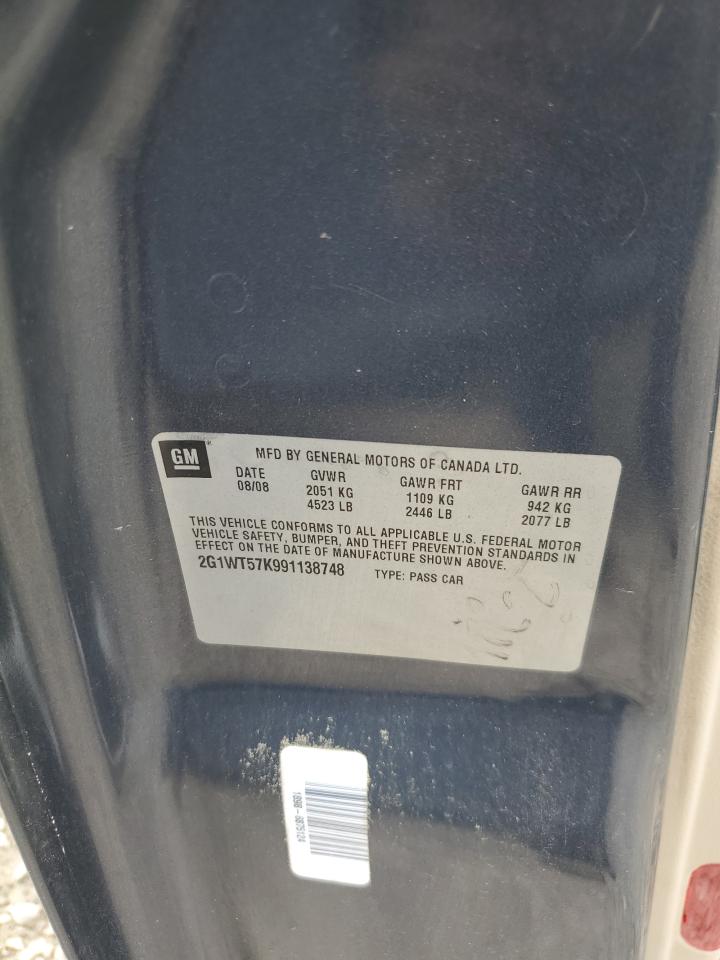 GM
MFD BY GENERAL MOTORS OF CANADA LTD.
DATE GVWR GAWR FRT GAWR RR
08/08 2051 KG 1109 KG 942 KG
4523 LB 2446 LB 2077 LB
THIS VEHICLE CONFORMS TO ALL APPLICABLE U.S. FEDERAL MOTOR
VEHICLE SAFETY, BUMPER, AND THEFT PREVENTION STANDARDS IN
EFFECT ON THE DATE OF MANUFACTURE SHOWN ABOVE.
2G1WT57K991138748 TYPE: PASS CAR
1898-6875124